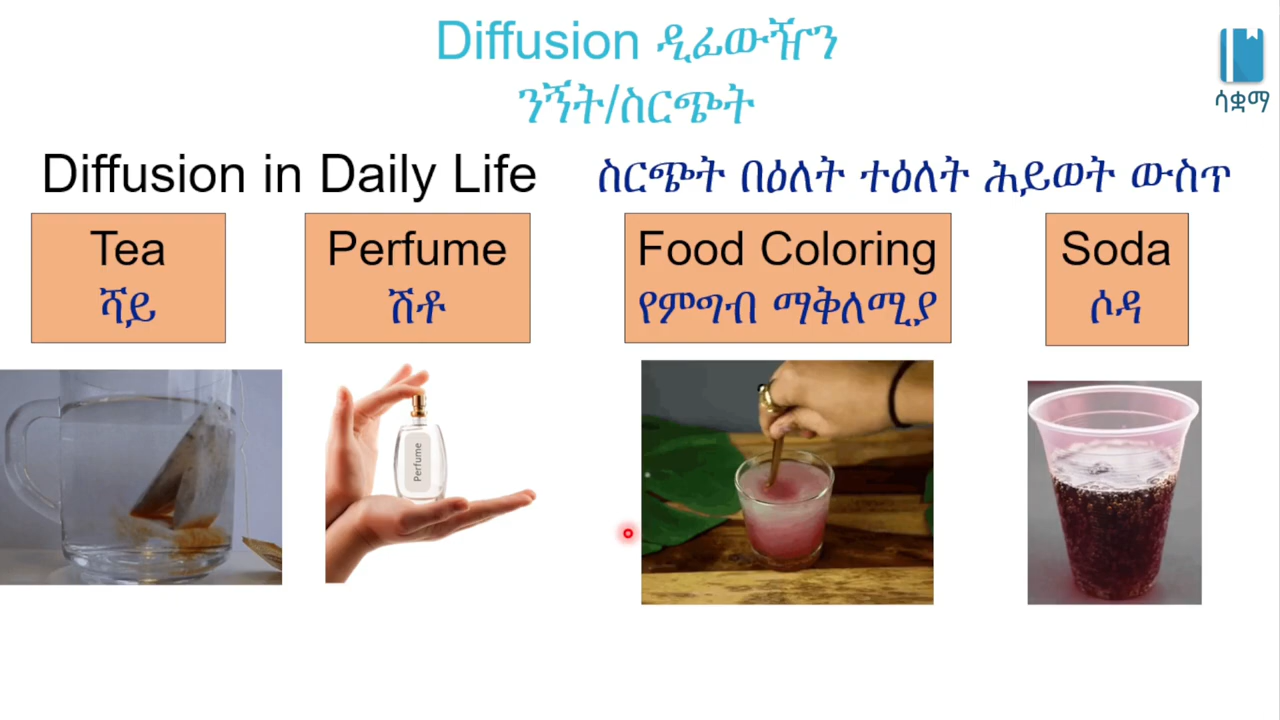 Diffusion ዲፊውዥን
ንኝት/ስርጭት
ሳቋማ
Diffusion in Daily Life
ስርጭት በዕለት ተዕለት ሕይወት ውስጥ
Tea
ሻይ
Perfume
ሽቶ
Food Coloring
የምግብ ማቅለሚያ
Soda
ሶዳ
Perfume